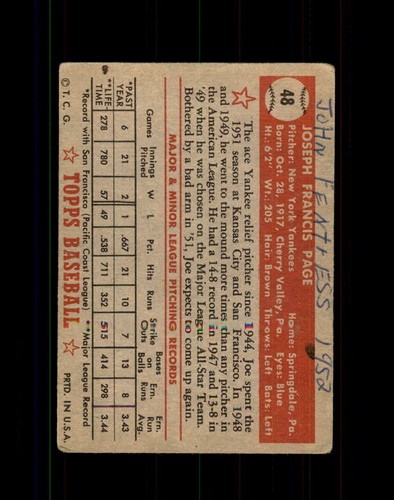 JOHN FENTRESS 1952
48
JOSEPH FRANCIS PAGE
Pitcher: New York Yankees Home: Springdale, Pa.
Born: Oct. 28, 1917, Cherry Valley, Pa. Eyes: Blue
Ht: 6'2" Wt: 205 Hair: Brown Throws: Left Bats: Left
The ace Yankee relief pitcher since 1944, Joe spent the
1951 season at Kansas City and San Francisco. In 1948
and 1949, he went to the mound more than any pitcher in
the American League. He had a 14-8 record in 1947 and 13-8 in
'49 when he was chosen on the Major League All-Star Team.
Bothered by a bad arm in '51, Joe expects to come up again.
MAJOR & MINOR LEAGUE PITCHING RECORDS
Games Innings Pitched W L Pct. Hits Runs Strike Outs Bases on Balls Ern. Run Ern. Run Avg.
*PAST YEAR 6 21 2 1 .667 21 10 7 13 8 3.43
**LIFE-TIME 278 780 57 49 .538 711 352 515 414 299 3.44
*Record with San Francisco (Pacific Coast League) **Major League Record
© T. C. G. TOPPS BASEBALL PRTD. IN U.S.A.